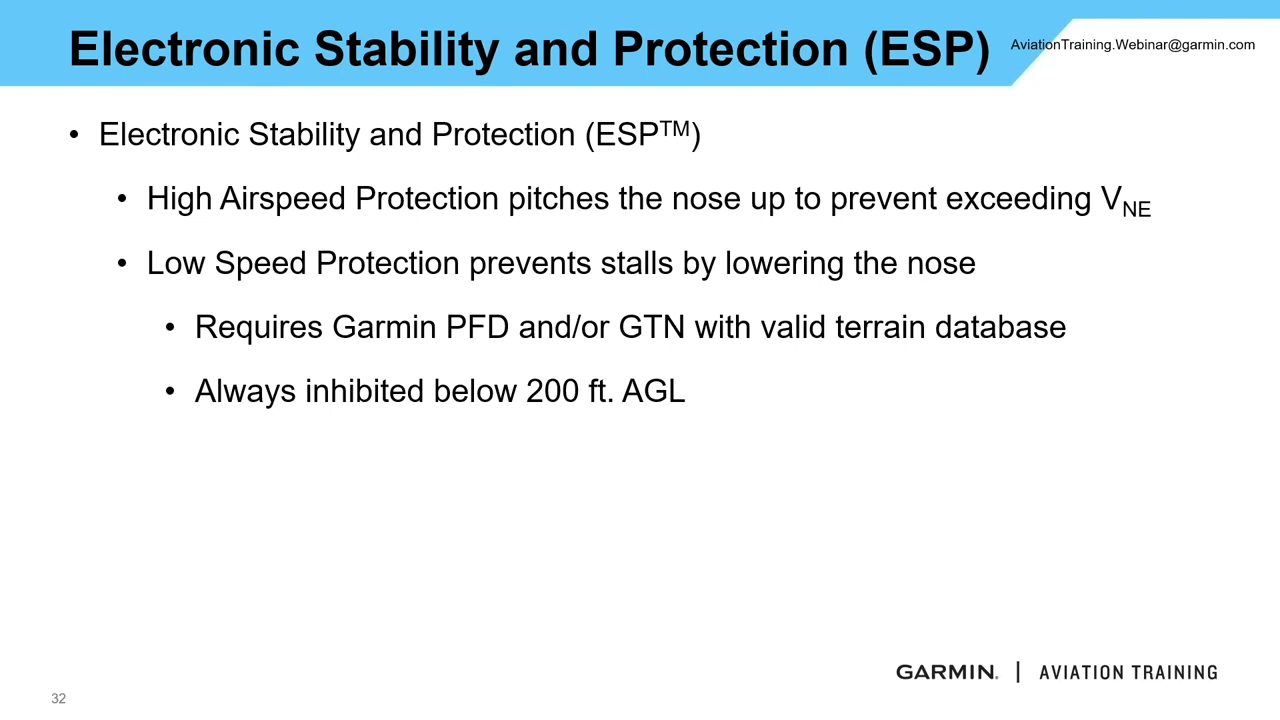 Electronic Stability and Protection (ESP)
AviationTraining.Webinar@garmin.com
• Electronic Stability and Protection (ESPTM)
• High Airspeed Protection pitches the nose up to prevent exceeding VNE
• Low Speed Protection prevents stalls by lowering the nose
• Requires Garmin PFD and/or GTN with valid terrain database
• Always inhibited below 200 ft. AGL
GARMIN. | AVIATION TRAINING
32